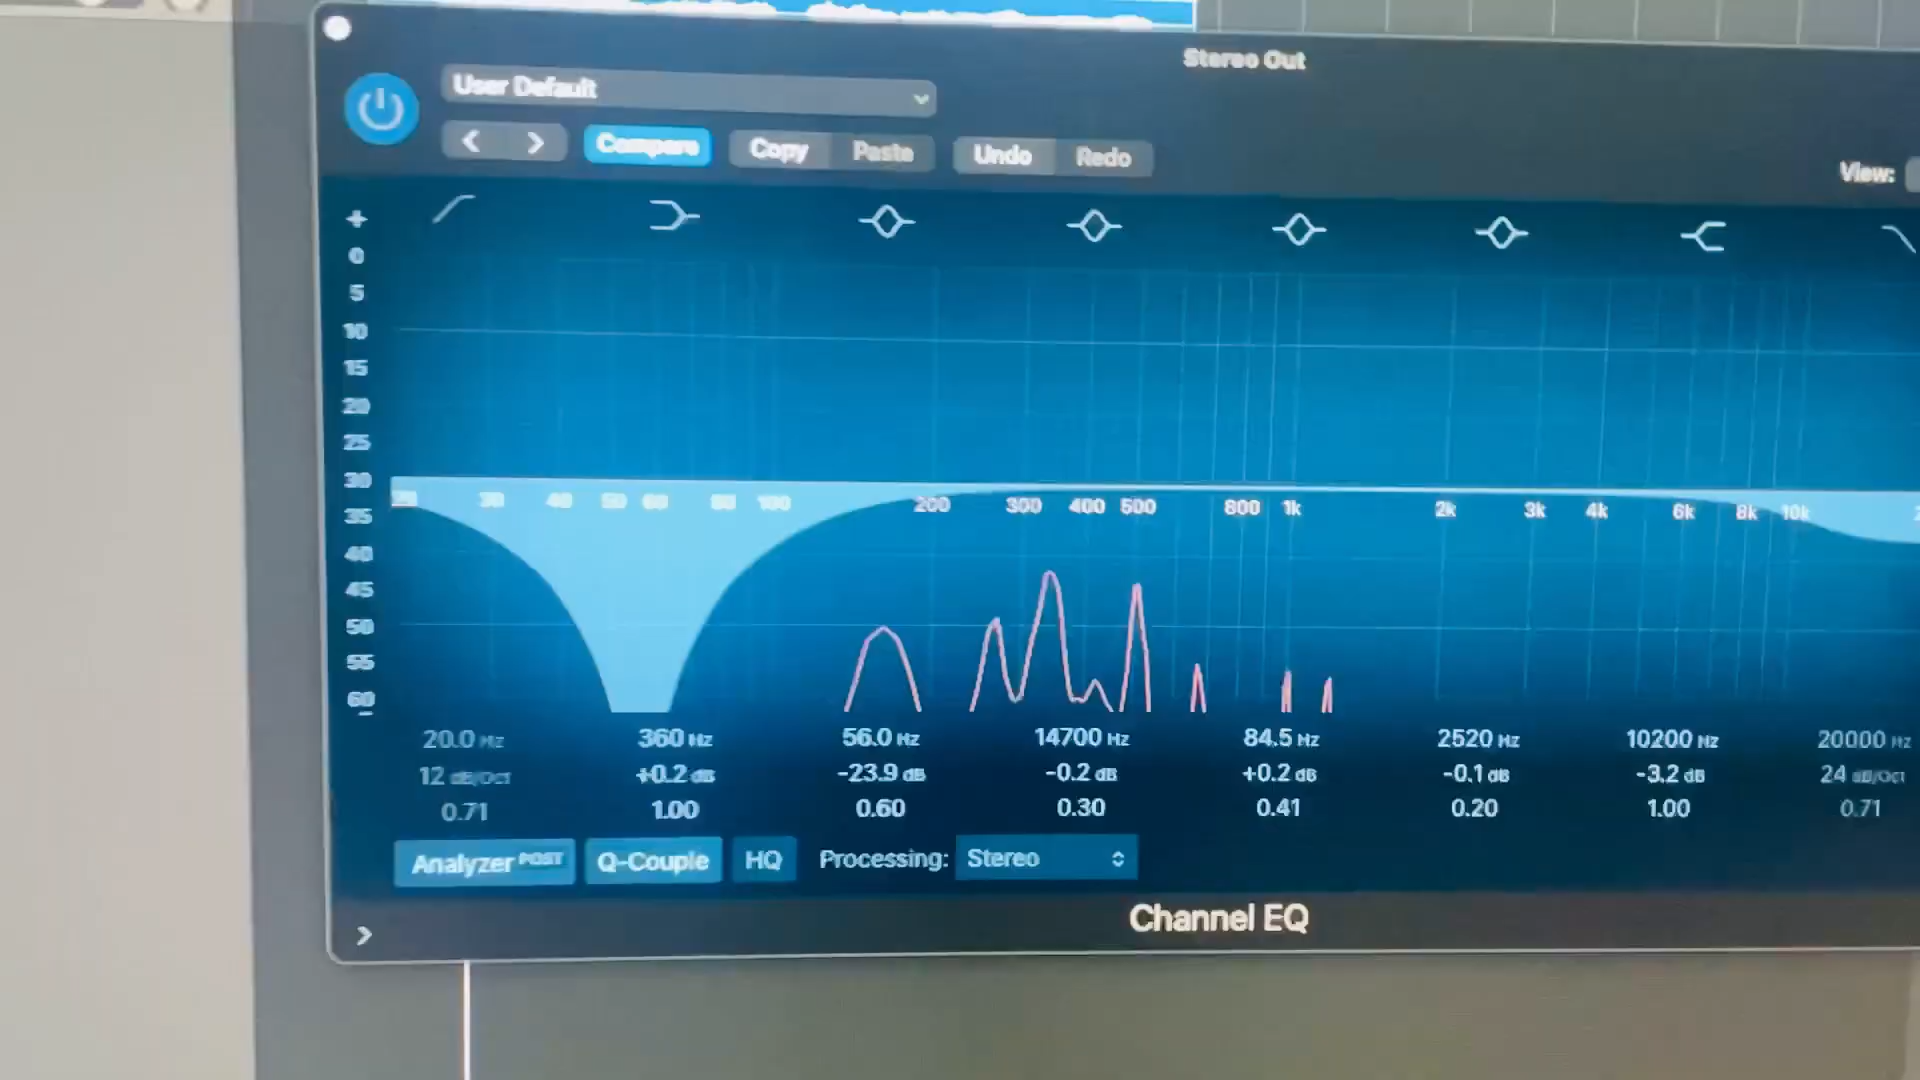 Stereo Out
User Default
Compare Copy Paste Undo Redo
View:
+
0
5
10
15
20
25
30
35
40
45
50
55
60
-
20 30 40 50 60 80 100 200 300 400 500 800 1k 2k 3k 4k 6k 8k 10k
20.0 Hz 360 Hz 56.0 Hz 14700 Hz 84.5 Hz 2520 Hz 10200 Hz 20000 Hz
12 dB/Oct +0.2 dB -23.9 dB -0.2 dB +0.2 dB -0.1 dB -3.2 dB 24 dB/Oct
0.71 1.00 0.60 0.30 0.41 0.20 1.00 0.71
Analyzer POST Q-Couple HQ Processing: Stereo
Channel EQ